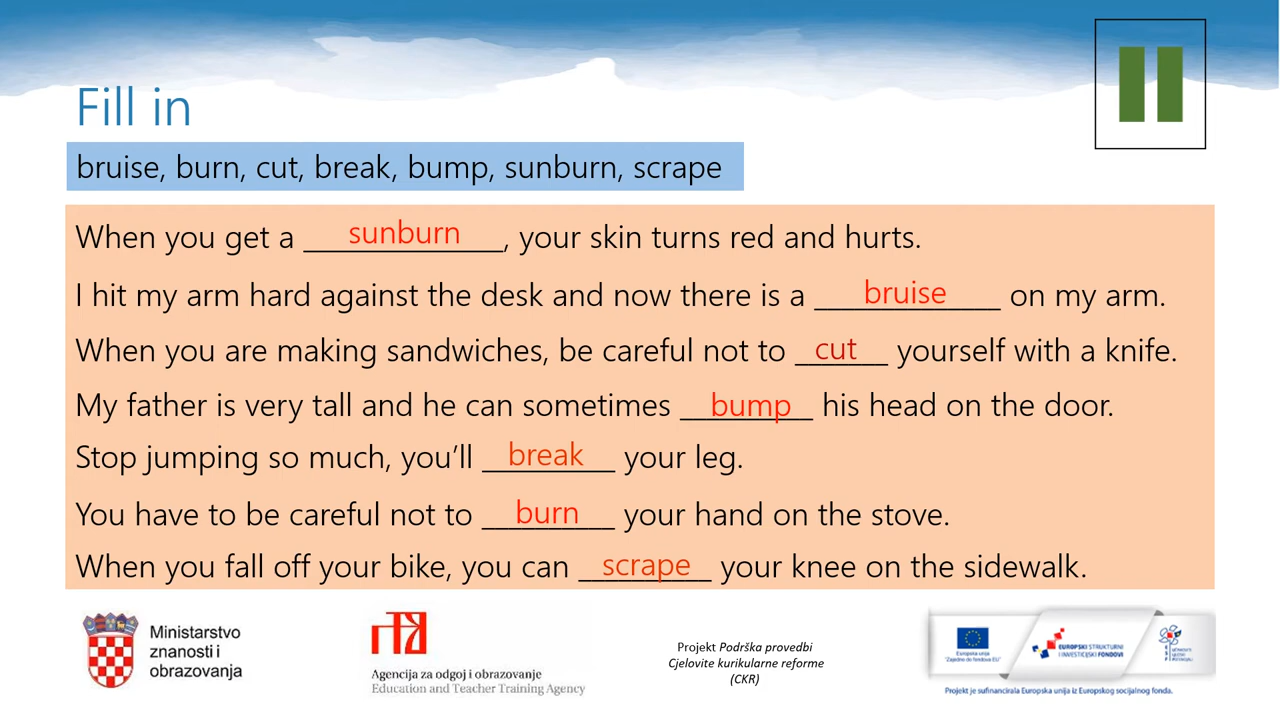 Fill in
bruise, burn, cut, break, bump, sunburn, scrape
When you get a sunburn, your skin turns red and hurts.
I hit my arm hard against the desk and now there is a bruise on my arm.
When you are making sandwiches, be careful not to cut yourself with a knife.
My father is very tall and he can sometimes bump his head on the door.
Stop jumping so much, you’ll break your leg.
You have to be careful not to burn your hand on the stove.
When you fall off your bike, you can scrape your knee on the sidewalk.
Ministarstvo
znanosti i
obrazovanja
Agencija za odgoj i obrazovanje
Education and Teacher Training Agency
Projekt Podrška provedbi
Cjelovite kurikularne reforme
(CKR)
Europska unija
"Zajedno do fondova EU"
EUROPSKI STRUKTURNI
I INVESTICIJSKI FONDOVI
Projekt je sufinancirala Europska unija iz Europskog socijalnog fonda.